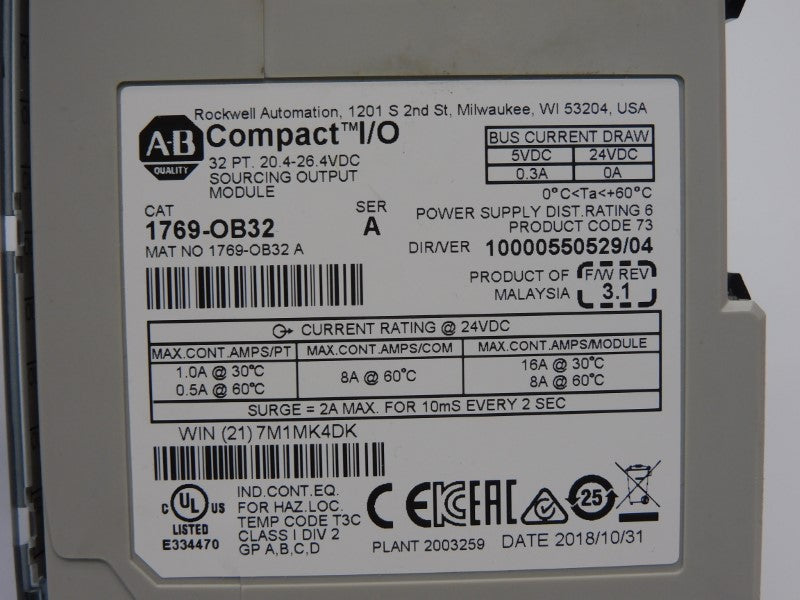 Rockwell Automation, 1201 S 2nd St, Milwaukee, WI 53204, USA
A-B
QUALITY
Compact™I/O
32 PT. 20.4-26.4VDC
SOURCING OUTPUT
MODULE
BUS CURRENT DRAW
5VDC 24VDC
0.3A 0A
0°C<Ta<+60°C
CAT SER
1769-OB32 A
MAT NO 1769-OB32 A
POWER SUPPLY DIST.RATING 6
PRODUCT CODE 73
DIR/VER 10000550529/04
PRODUCT OF
MALAYSIA
F/W REV
3.1
CURRENT RATING @ 24VDC
MAX.CONT.AMPS/PT MAX.CONT.AMPS/COM MAX.CONT.AMPS/MODULE
1.0A @ 30°C 8A @ 60°C 16A @ 30°C
0.5A @ 60°C 8A @ 60°C
SURGE = 2A MAX. FOR 10mS EVERY 2 SEC
WIN (21) 7M1MK4DK
C UL US
LISTED
E334470
IND.CONT.EQ.
FOR HAZ.LOC.
TEMP CODE T3C
CLASS I DIV 2
GP A,B,C,D
CE KC EAC 25
PLANT 2003259 DATE 2018/10/31